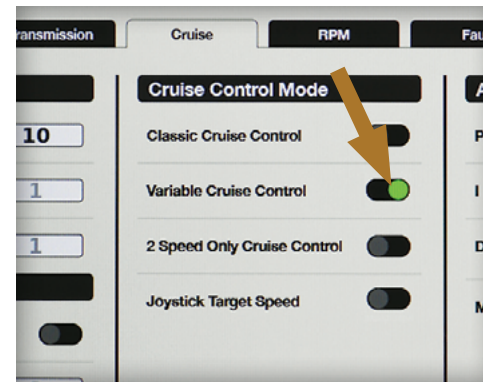 ransmission Cruise RPM Fau
Cruise Control Mode
10 Classic Cruise Control P
1 Variable Cruise Control I
1 2 Speed Only Cruise Control D
Joystick Target Speed M